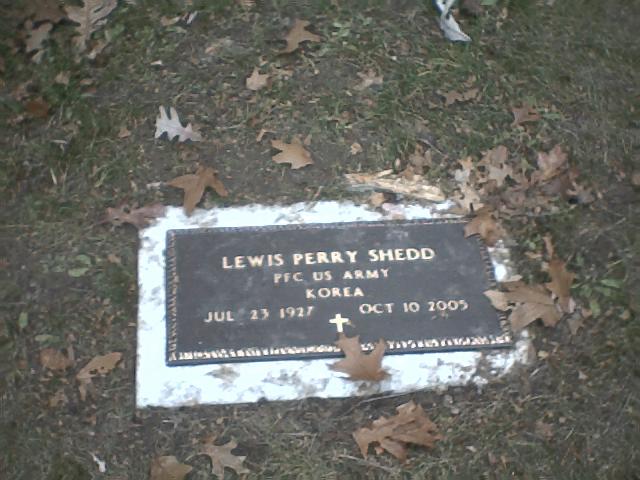 LEWIS PERRY SHEDD
PFC US ARMY
KOREA
JUL 23 1927 OCT 10 2005